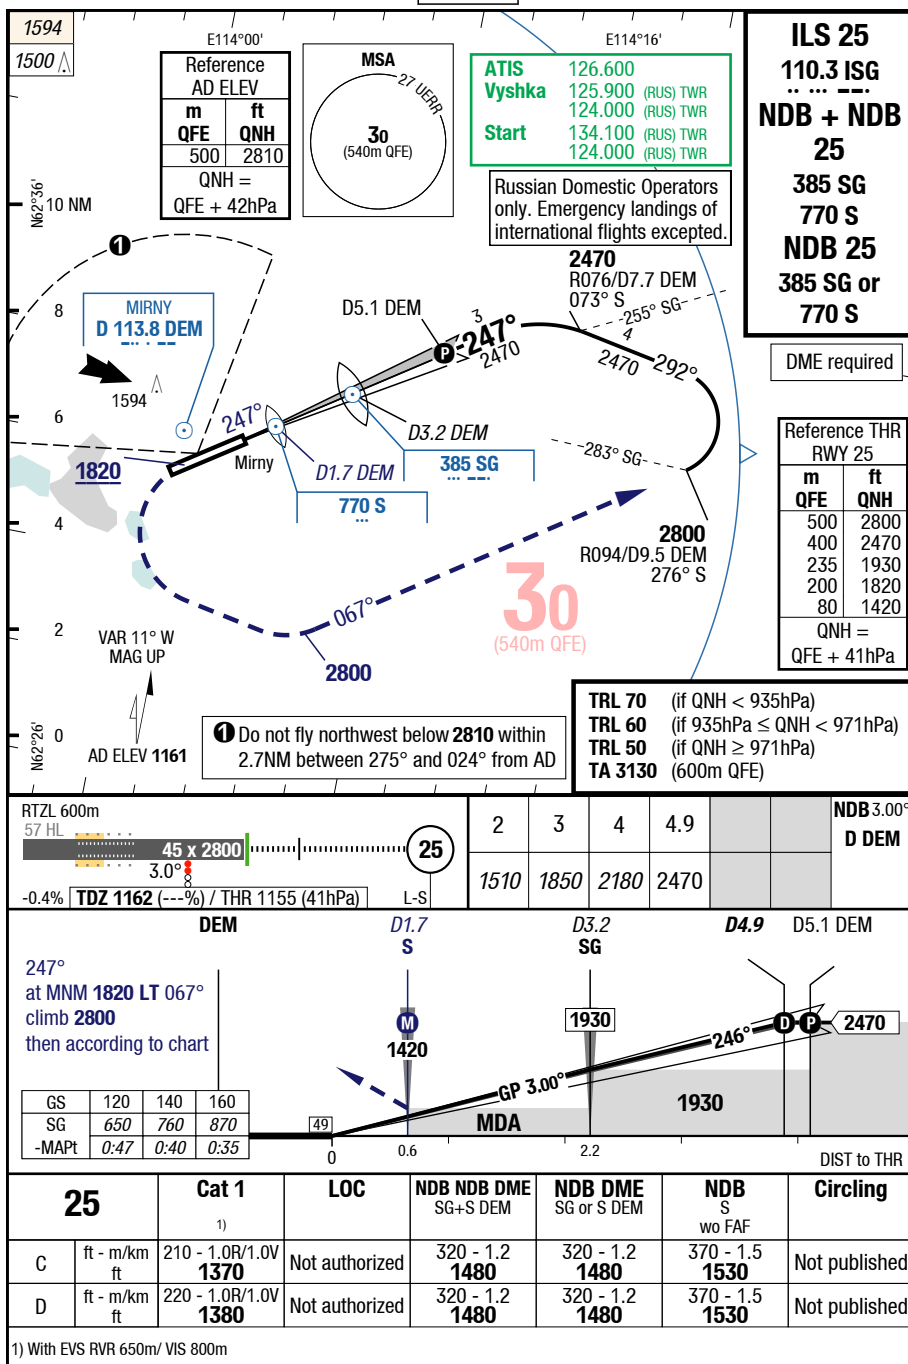 1594
1500
E114°00'
E114°16'
Reference
AD ELEV
m ft
QFE QNH
500 2810
QNH =
QFE + 42hPa
MSA
27 UERR
30
(540m QFE)
ATIS 126.600
Vyshka 125.900 (RUS) TWR
124.000 (RUS) TWR
Start 134.100 (RUS) TWR
124.000 (RUS) TWR
Russian Domestic Operators
only. Emergency landings of
international flights excepted.
ILS 25
110.3 ISG
NDB + NDB
25
385 SG
770 S
NDB 25
385 SG or
770 S
DME required
N62°36'
10 NM
8
6
4
2
0
N62°26'
1
MIRNY
D 113.8 DEM
1594
D5.1 DEM
P
3
-247°
2470
2470
R076/D7.7 DEM
073° S
-255° SG
4
2470
292°
247°
Mirny
1820
D1.7 DEM
770 S
D3.2 DEM
385 SG
-283° SG
2800
R094/D9.5 DEM
276° S
067°
2800
30
(540m QFE)
Reference THR
RWY 25
m ft
QFE QNH
500 2800
400 2470
235 1930
200 1820
80 1420
QNH =
QFE + 41hPa
VAR 11° W
MAG UP
AD ELEV 1161
1 Do not fly northwest below 2810 within
2.7NM between 275° and 024° from AD
TRL 70 (if QNH < 935hPa)
TRL 60 (if 935hPa ≤ QNH < 971hPa)
TRL 50 (if QNH ≥ 971hPa)
TA 3130 (600m QFE)
RTZL 600m
57 HL
45 x 2800
25
3.0°
-0.4% TDZ 1162 (---%) / THR 1155 (41hPa) L-S
2 3 4 4.9 NDB 3.00°
D DEM
1510 1850 2180 2470
DEM D1.7 D3.2 D4.9 D5.1 DEM
S SG
247°
at MNM 1820 LT 067°
climb 2800
then according to chart
M
1420
1930
246°
D P
2470
GP 3.00°
1930
MDA
49
GS 120 140 160
SG 650 760 870
-MAPt 0:47 0:40 0:35
0 0.6 2.2 DIST to THR
25 Cat 1 LOC NDB NDB DME NDB DME NDB Circling
1) SG+S DEM SG or S DEM S
wo FAF
C ft - m/km 210 - 1.0R/1.0V Not authorized 320 - 1.2 320 - 1.2 370 - 1.5 Not published
ft 1370 1480 1480 1530
D ft - m/km 220 - 1.0R/1.0V Not authorized 320 - 1.2 320 - 1.2 370 - 1.5 Not published
ft 1380 1480 1480 1530
1) With EVS RVR 650m/ VIS 800m